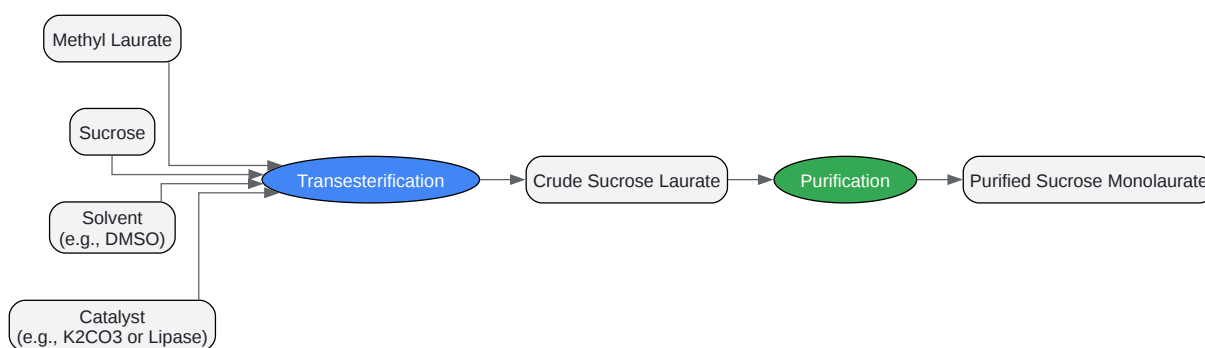 Methyl Laurate
Sucrose
Solvent
(e.g., DMSO)
Catalyst
(e.g., K2CO3 or Lipase)
Transesterification
Crude Sucrose Laurate
Purification
Purified Sucrose Monolaurate